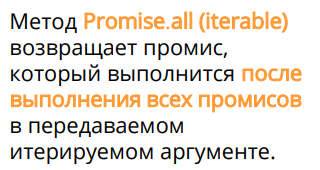 Метод Promise.all (iterable)
возвращает промис,
который выполнится после
выполнения всех промисов
в передаваемом
итерируемом аргументе.